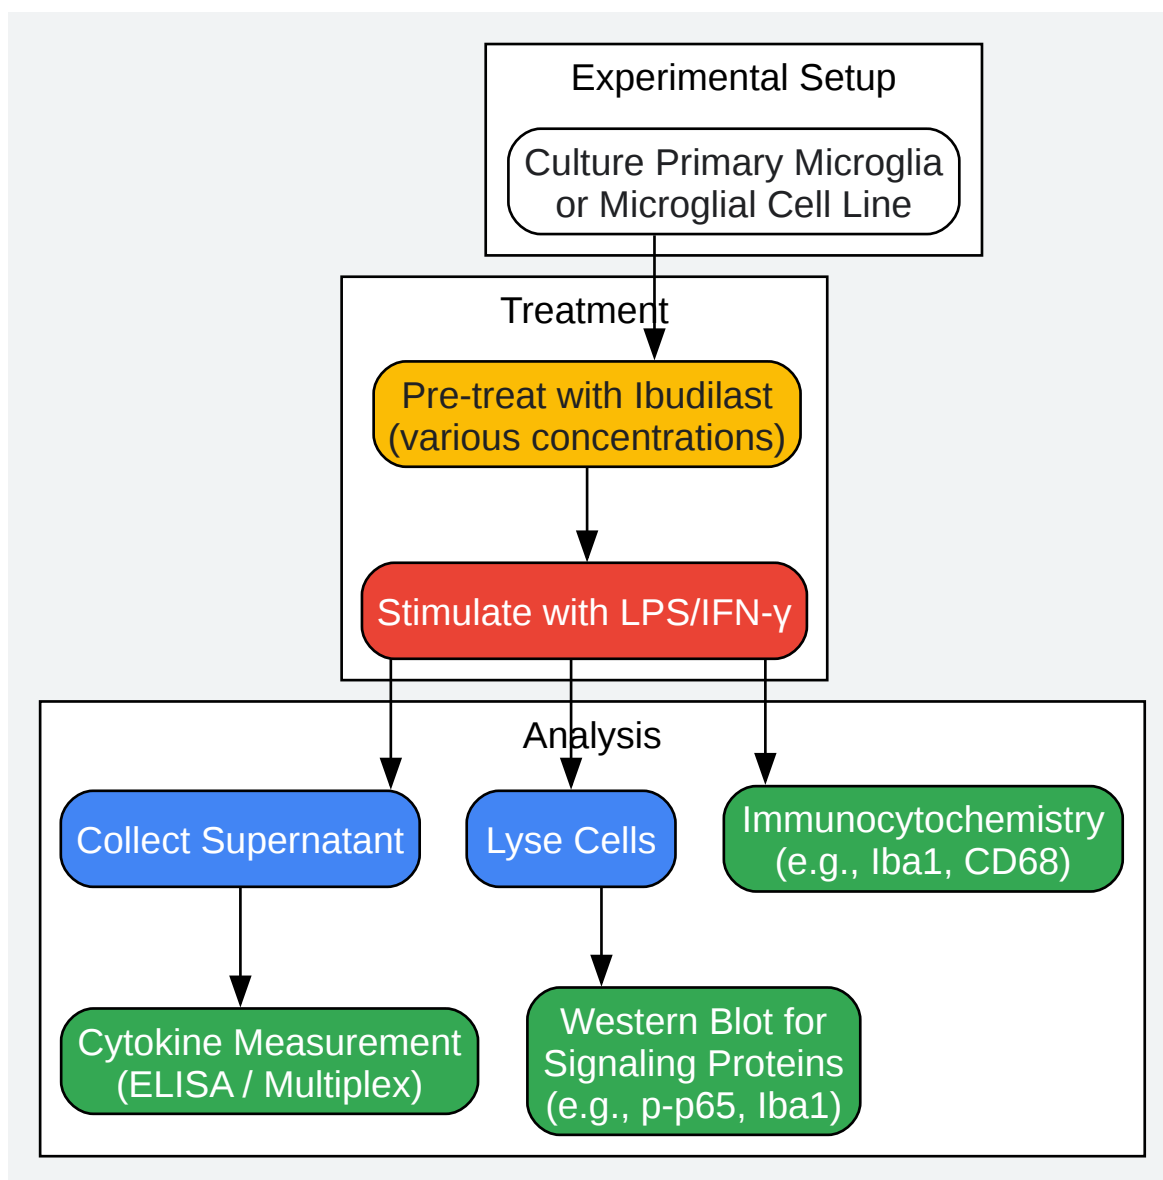 Experimental Setup
Culture Primary Microglia
or Microglial Cell Line
Treatment
Pre-treat with Ibudilast
(various concentrations)
Stimulate with LPS/IFN-γ
Analysis
Collect Supernatant
Lyse Cells
Immunocytochemistry
(e.g., Iba1, CD68)
Cytokine Measurement
(ELISA / Multiplex)
Western Blot for
Signaling Proteins
(e.g., p-p65, Iba1)